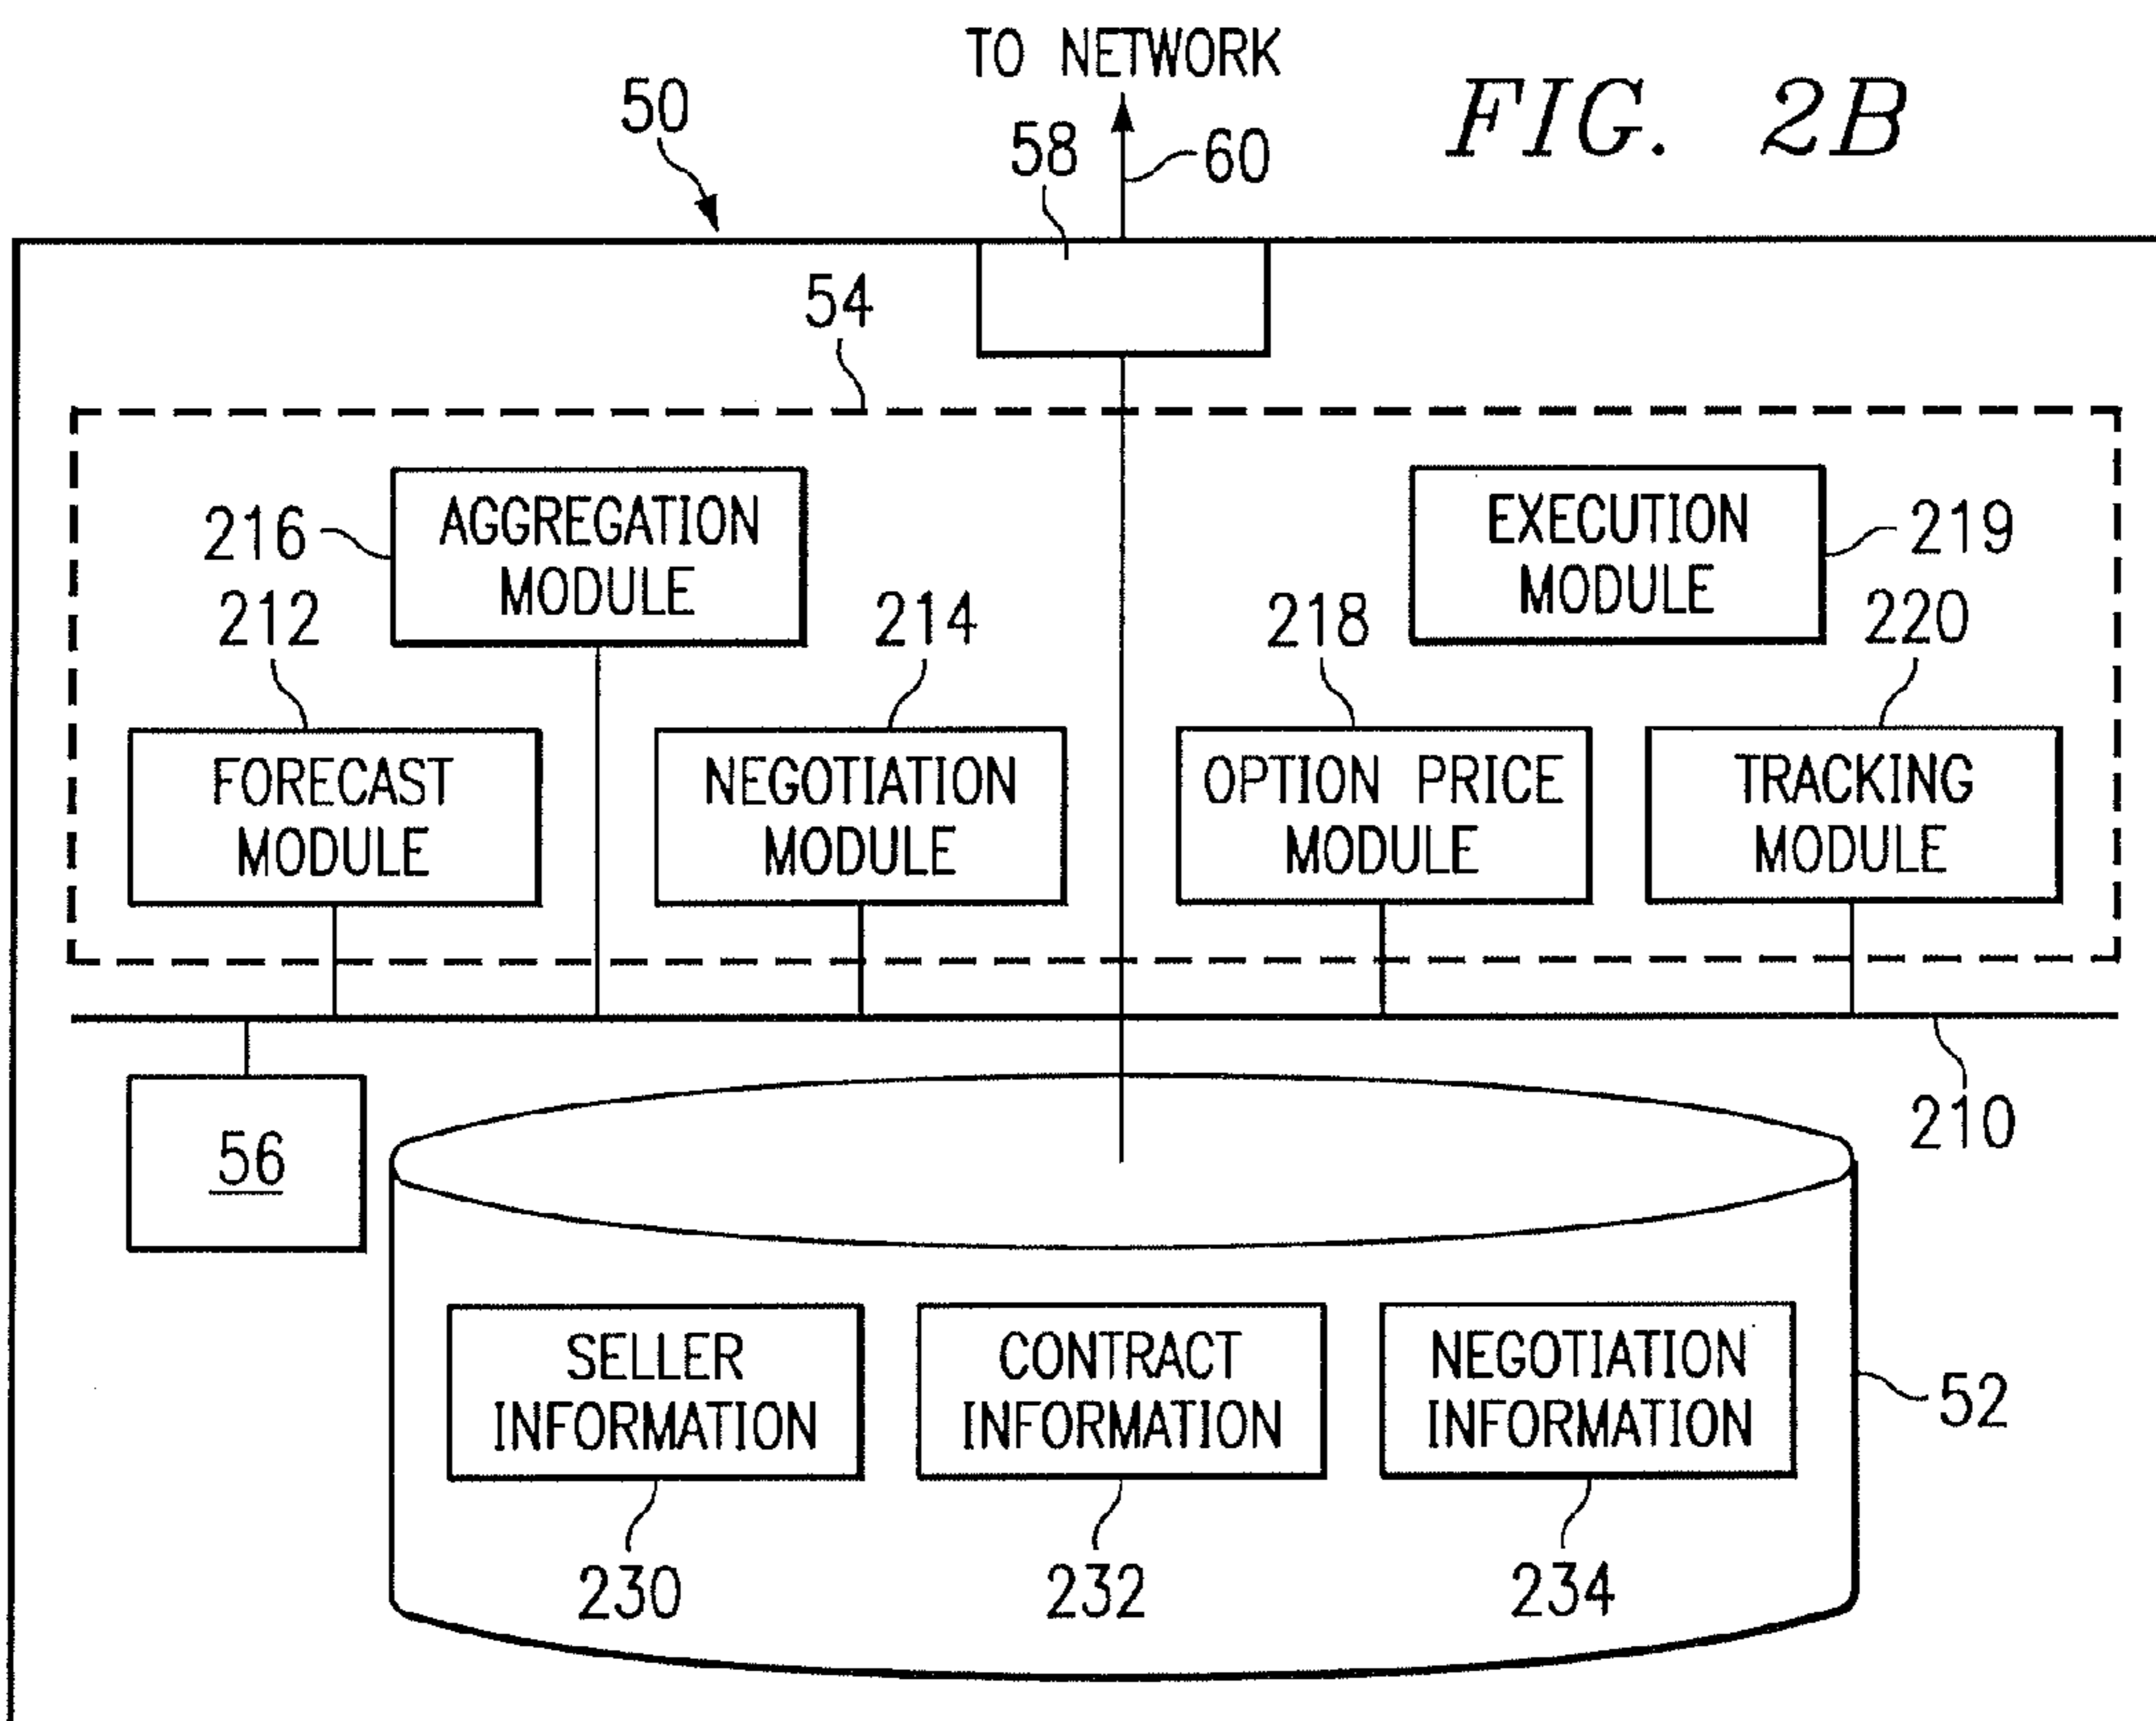 TO NETWORK
FIG. 2B
50
58
60
54
216
AGGREGATION
MODULE
EXECUTION
MODULE
219
212
214
218
220
FORECAST
MODULE
NEGOTIATION
MODULE
OPTION PRICE
MODULE
TRACKING
MODULE
56
210
SELLER
INFORMATION
CONTRACT
INFORMATION
NEGOTIATION
INFORMATION
52
230
232
234